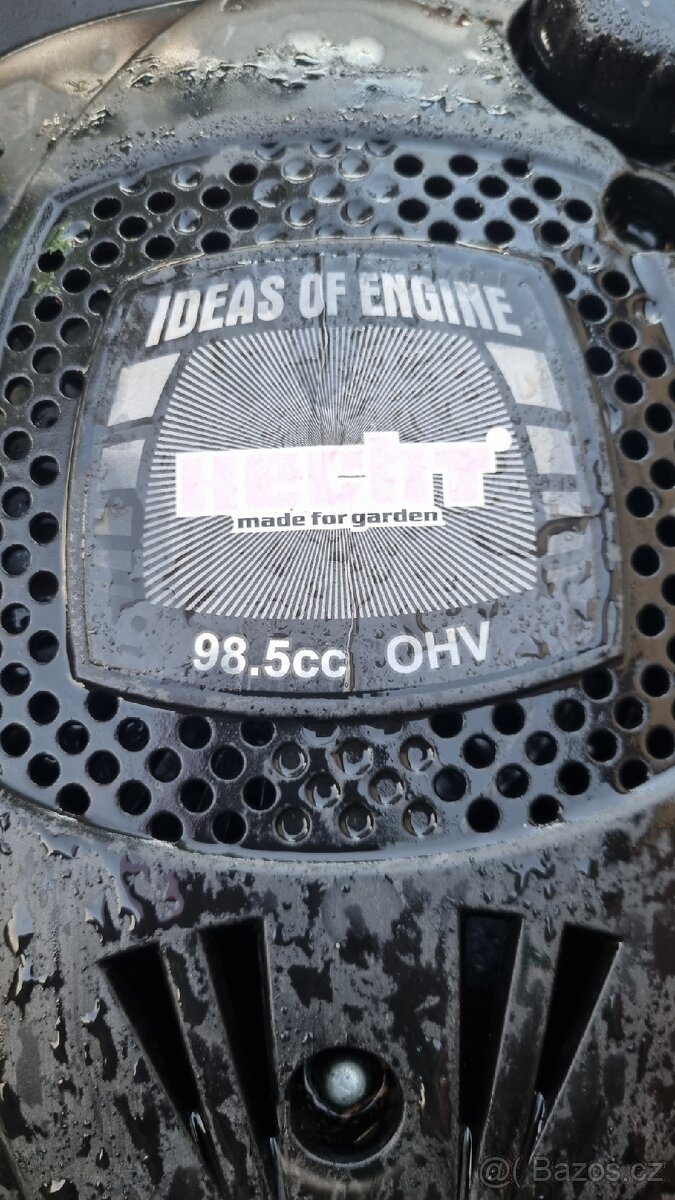 IDEAS OF ENGINE
HECHT
made for garden
98.5cc OHV
@( Bazos.cz